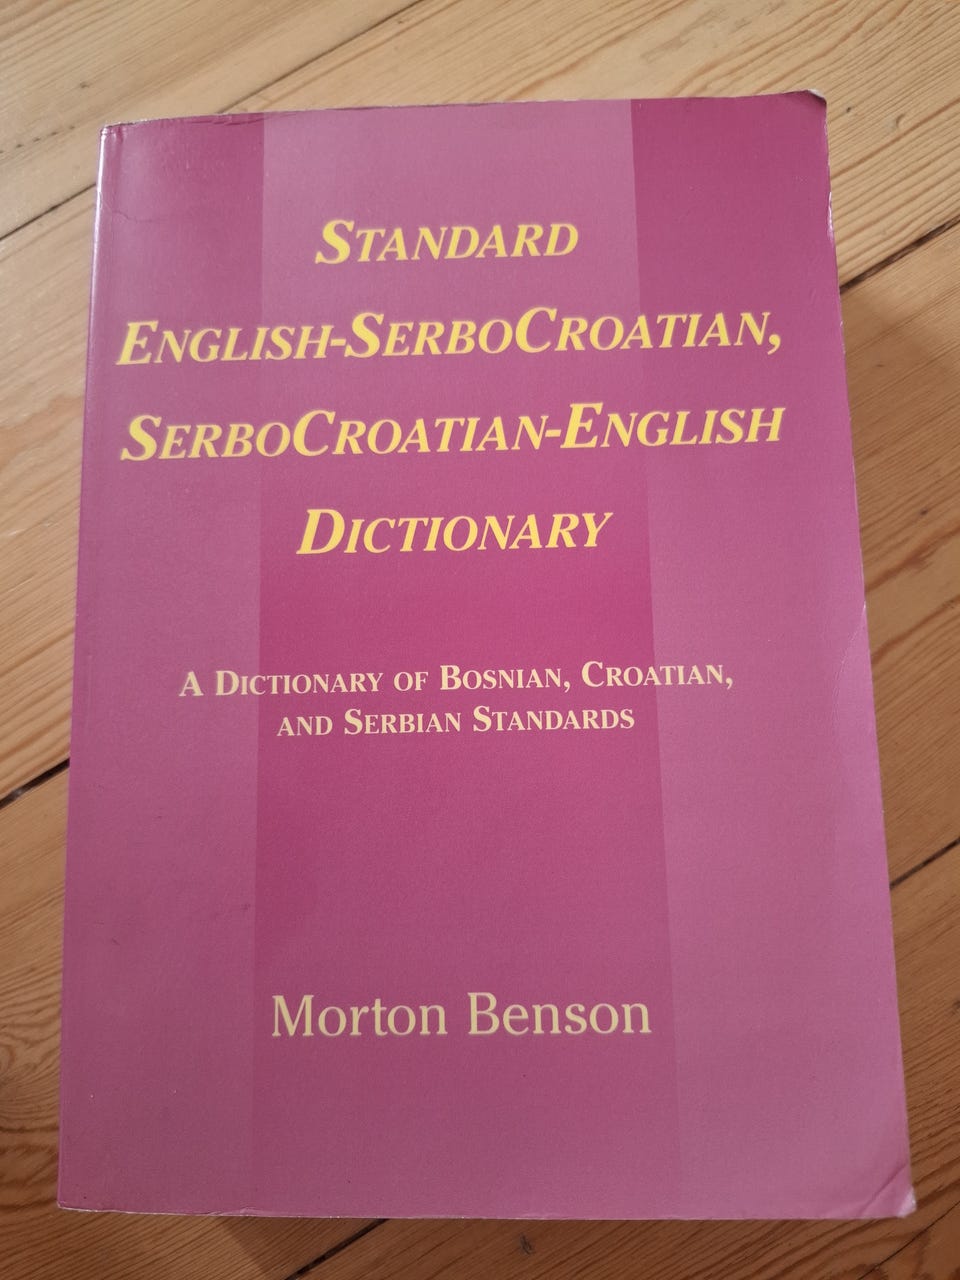 STANDARD
ENGLISH-SERBOCROATIAN,
SERBOCROATIAN-ENGLISH
DICTIONARY
A DICTIONARY OF BOSNIAN, CROATIAN,
AND SERBIAN STANDARDS
Morton Benson